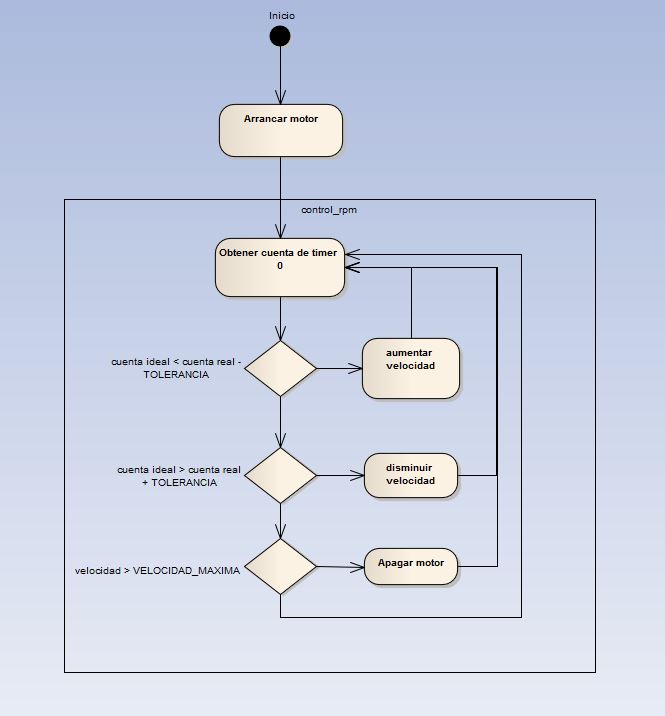 Inicio
Arrancar motor
control_rpm
Obtener cuenta de timer
0
cuenta ideal < cuenta real -
TOLERANCIA
aumentar
velocidad
cuenta ideal > cuenta real
+ TOLERANCIA
disminuir
velocidad
velocidad > VELOCIDAD_MAXIMA
Apagar motor